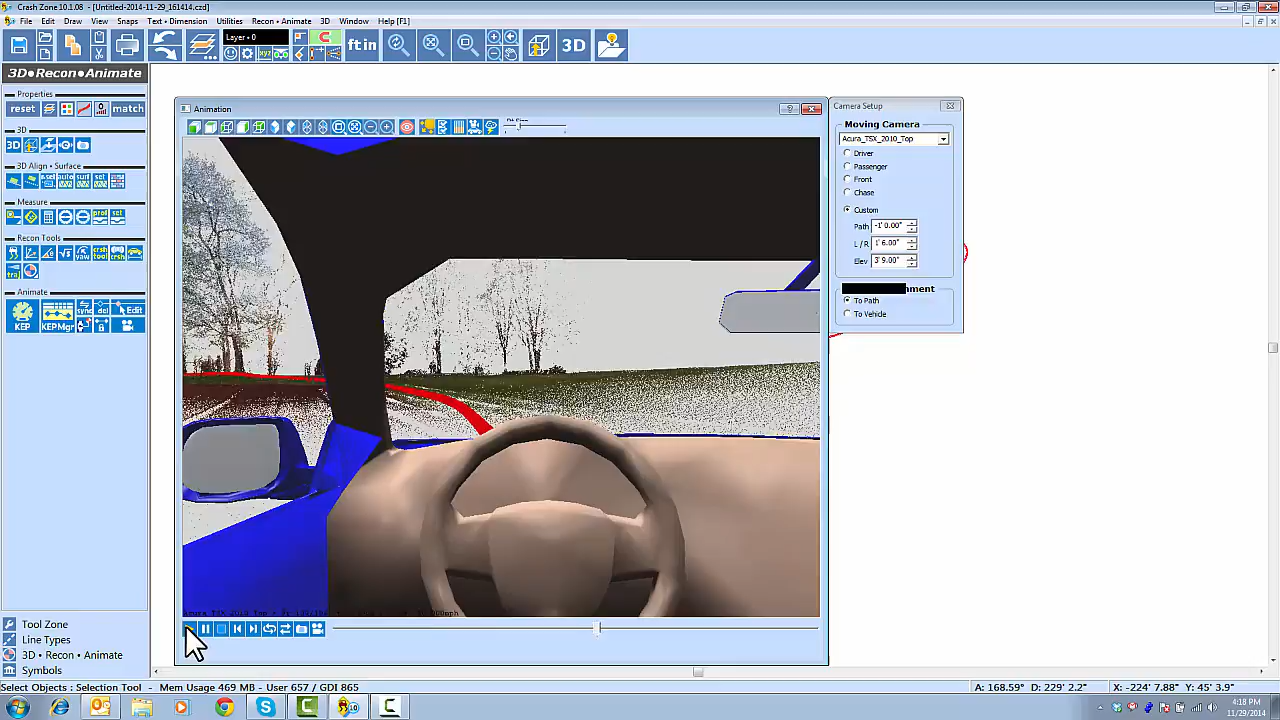 Crash Zone 10.1.08 - [Untitled-2014-11-29_161414.czd]
File Edit Draw View Snaps Text • Dimension Utilities Recon • Animate 3D Window Help [F1]
Layer • 0
ft in
3D
xyz
3D•Recon•Animate
Properties
reset
match
3D
3D
3D Align • Surface
Measure
Recon Tools
Animate
Edit
KEP
KEP Mgr
Tool Zone
Line Types
3D • Recon • Animate
Symbols
Animation
Camera Setup
Moving Camera
Acura_TSX_2010_Top
Driver
Passenger
Front
Chase
Custom
Path -1' 0.00"
L / R 1' 6.00"
Elev 3' 9.00"
nment
To Path
To Vehicle
Select Objects : Selection Tool - Mem Usage 469 MB - User 657 / GDI 865
A: 168.59° D: 229' 2.2" X: -224' 7.88" Y: 45' 3.9"
4:18 PM
11/29/2014